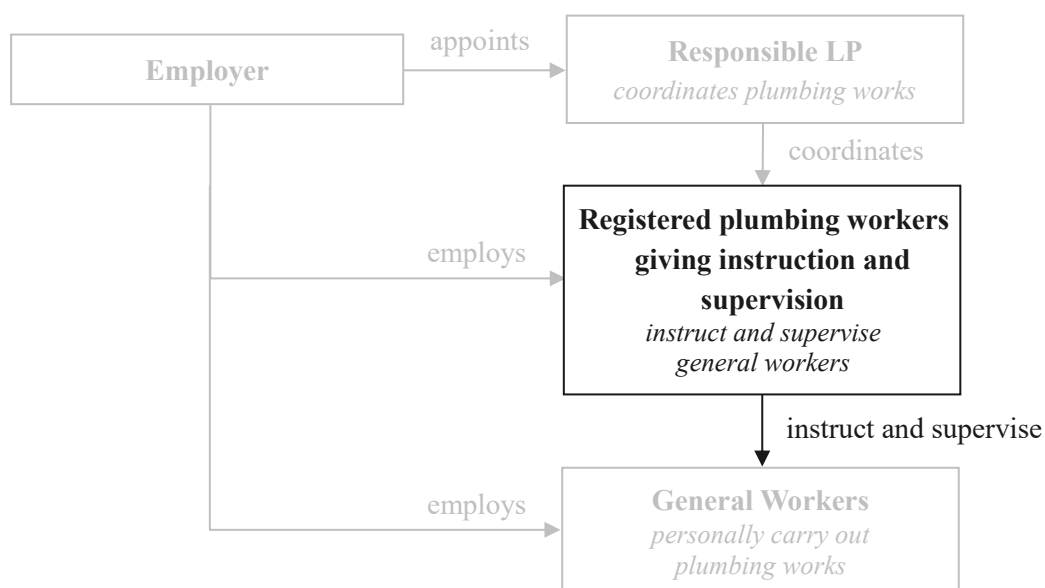 appoints
Employer
Responsible LP
coordinates plumbing works
coordinates
Registered plumbing workers
giving instruction and
supervision
instruct and supervise
general workers
employs
instruct and supervise
employs
General Workers
personally carry out
plumbing works